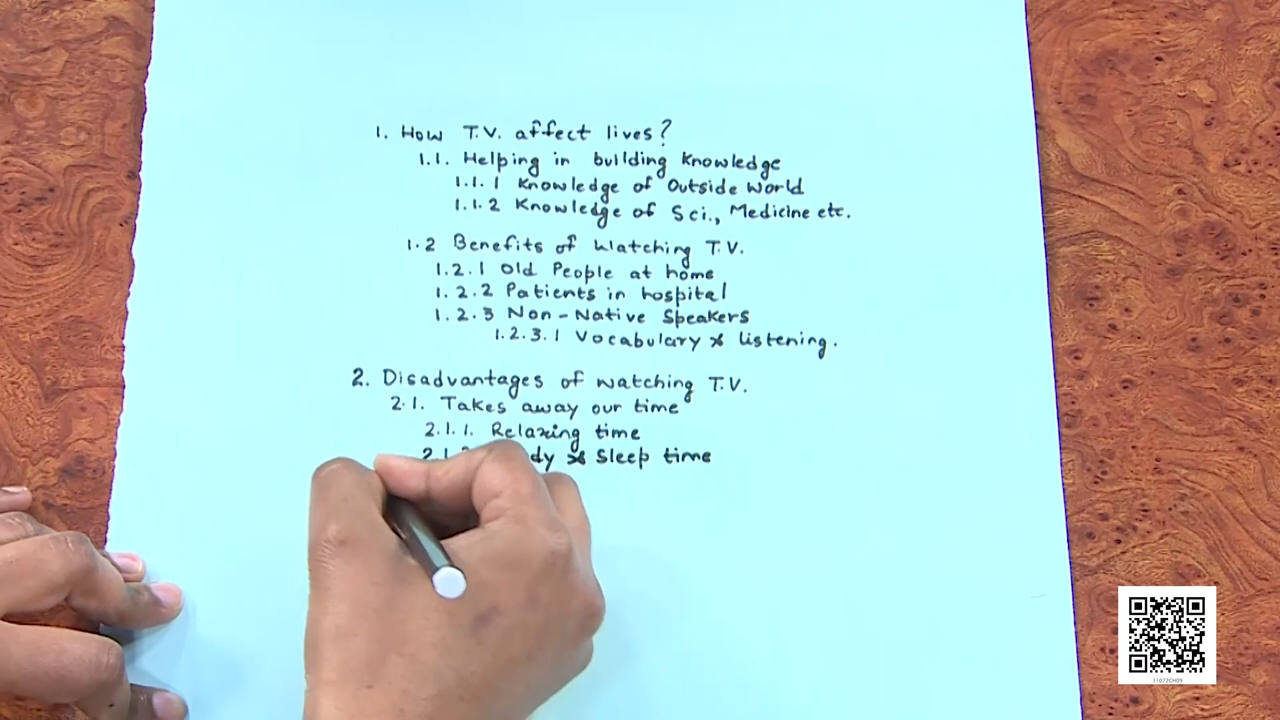 1. How T.V. affect lives?
1.1. Helping in building Knowledge
1.1.1 Knowledge of Outside World
1.1.2 Knowledge of Sci., Medicine etc.
1.2 Benefits of Watching T.V.
1.2.1 Old People at home
1.2.2 Patients in hospital
1.2.3 Non-Native Speakers
1.2.3.1 Vocabulary & listening.
2. Disadvantages of watching T.V.
2.1. Takes away our time
2.1.1. Relaxing time
& Sleep time
11072CH09